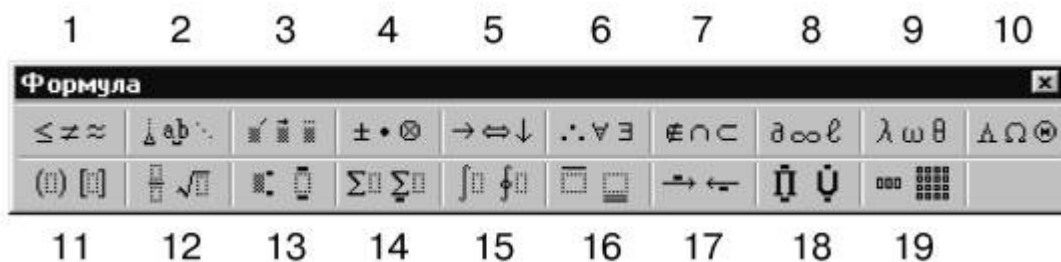 1 2 3 4 5 6 7 8 9 10
Формула
≤ ≠ ≈ a͟b ⋱ ± • ⊗ → ⇔ ↓ ∴ ∀ ∃ ∉ ∩ ⊂ ∂ ∞ ℓ λ ω θ Λ Ω Θ
(▯) [▯] √▯ Σ▯ Σ▯ ∫▯ ∮▯ → ← Π Ụ
11 12 13 14 15 16 17 18 19